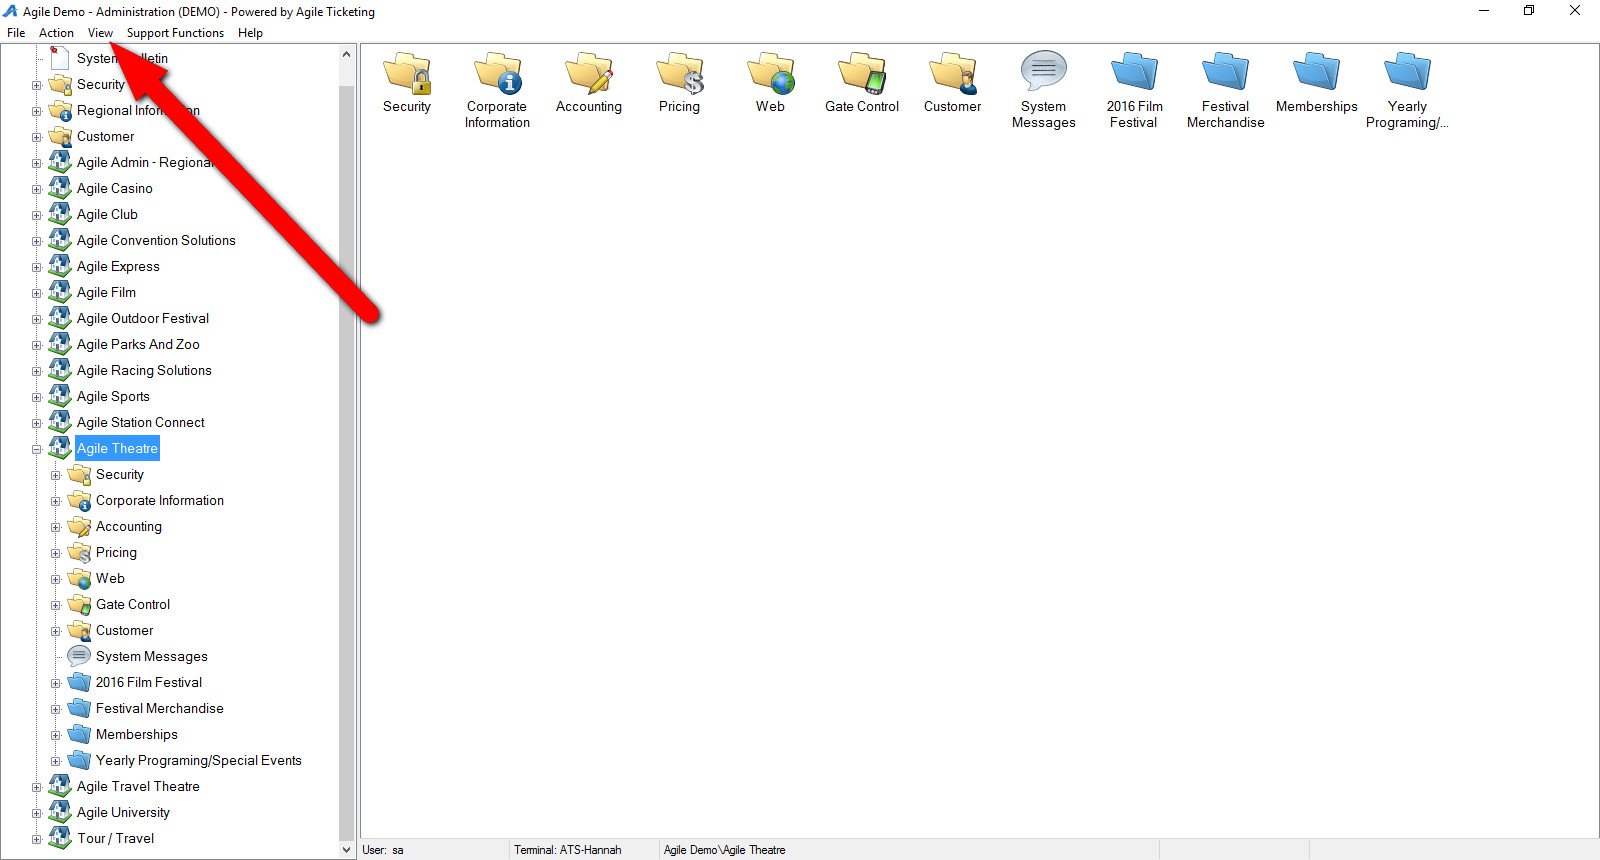 Agile Demo - Administration (DEMO) - Powered by Agile Ticketing
File Action View Support Functions Help
System
Security
Regional
Customer
Agile Admin - Regional
Agile Casino
Agile Club
Agile Convention Solutions
Agile Express
Agile Film
Agile Outdoor Festival
Agile Parks And Zoo
Agile Racing Solutions
Agile Sports
Agile Station Connect
Agile Theatre
Security
Corporate Information
Accounting
Pricing
Web
Gate Control
Customer
System Messages
2016 Film Festival
Festival Merchandise
Memberships
Yearly Programing/Special Events
Agile Travel Theatre
Agile University
Tour / Travel
Security
Corporate
Information
Accounting
Pricing
Web
Gate Control
Customer
System
Messages
2016 Film
Festival
Festival
Merchandise
Memberships
Yearly
Programing/...
User: sa
Terminal: ATS-Hannah
Agile Demo\Agile Theatre